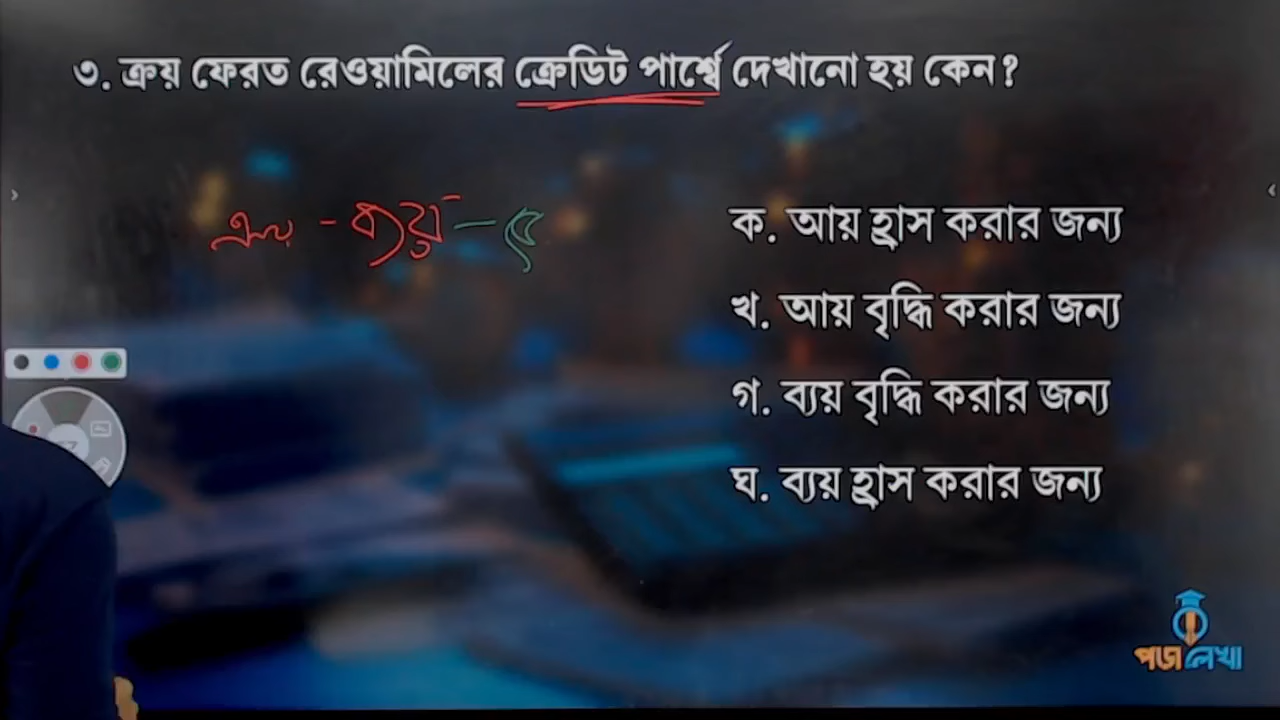 ৩. ক্রয় ফেরত রেওয়ামিলের ক্রেডিট পার্শ্বে দেখানো হয় কেন?
ক্রয় - ব্যয় -
ক. আয় হ্রাস করার জন্য
খ. আয় বৃদ্ধি করার জন্য
গ. ব্যয় বৃদ্ধি করার জন্য
ঘ. ব্যয় হ্রাস করার জন্য
পড়ালেখা